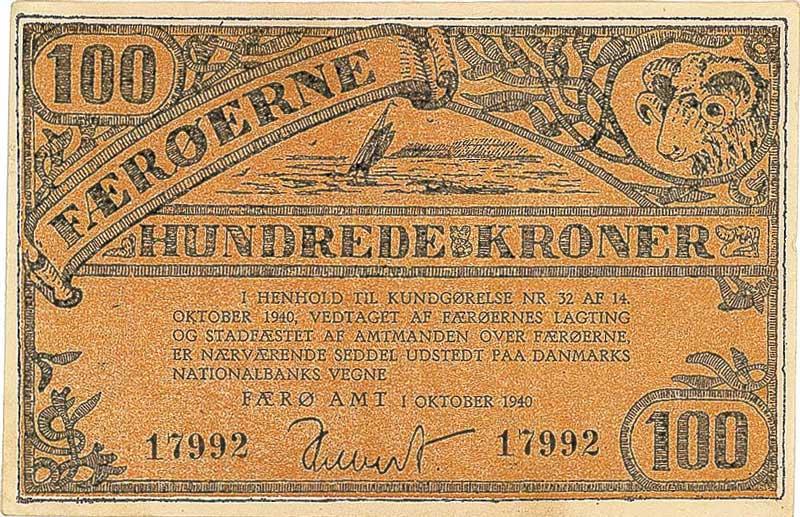 100
FÆRØERNE
HUNDREDE KRONER
I HENHOLD TIL KUNDGØRELSE NR. 32 AF 14.
OKTOBER 1940, VEDTAGET AF FÆRØERNES LAGTING
OG STADFÆSTET AF AMTMANDEN OVER FÆRØERNE,
ER NÆRVÆRENDE SEDDEL UDSTEDT PAA DANMARKS
NATIONALBANKS VEGNE
FÆRØ AMT 1 OKTOBER 1940
17992 17992
100